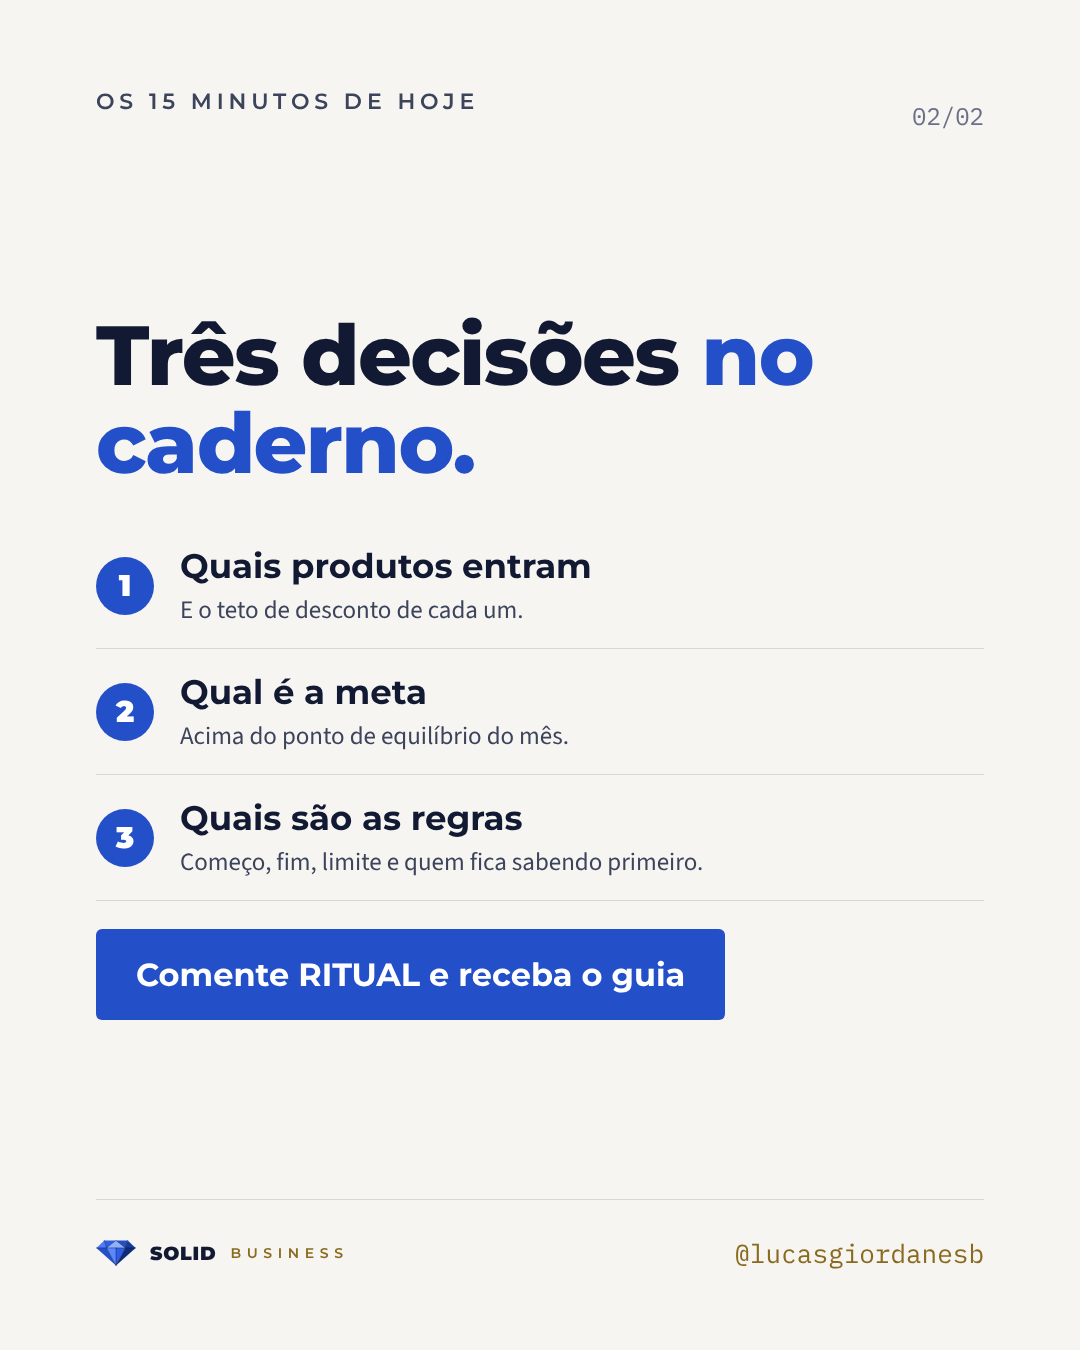 OS 15 MINUTOS DE HOJE
02/02
Três decisões no
caderno.
1
Quais produtos entram
E o teto de desconto de cada um.
2
Qual é a meta
Acima do ponto de equilíbrio do mês.
3
Quais são as regras
Começo, fim, limite e quem fica sabendo primeiro.
Comente RITUAL e receba o guia
SOLID BUSINESS
@lucasgiordanesb